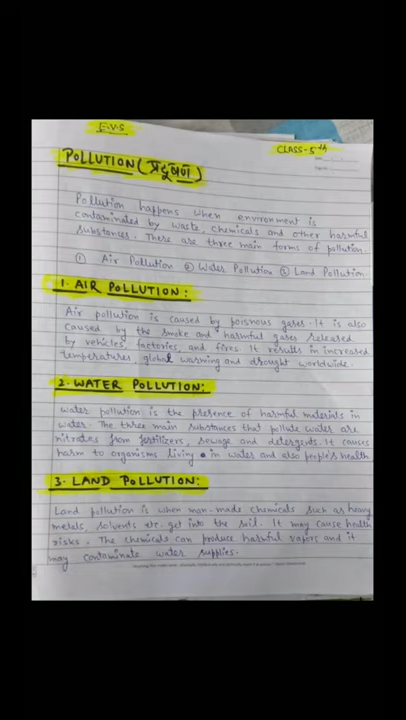 E.V.S
CLASS-5th
POLLUTION (प्रदूषण)
Pollution happens when environment is
contaminated by waste, chemicals and other harmful
substances. There are three main forms of pollution.
① Air Pollution ② Water Pollution ③ Land Pollution
1. AIR POLLUTION:
Air pollution is caused by poisnous gases. It is also
caused by the smoke and harmful gases released
by vehicles, factories, and fires. It results in increased
temperatures, global warming and drought worldwide.
2. WATER POLLUTION:
water pollution is the presence of harmful materials in
water. The three main substances that pollute water are
nitrates from fertilizers, sewage and detergents. It causes
harm to organisms living in water and also people's health
3. LAND POLLUTION:
Land pollution is when man-made chemicals such as heavy
metels, solvents etc. get into the soil. It may cause health
risks. The chemicals can produce harmful vapors and it
may contaminate water supplies.